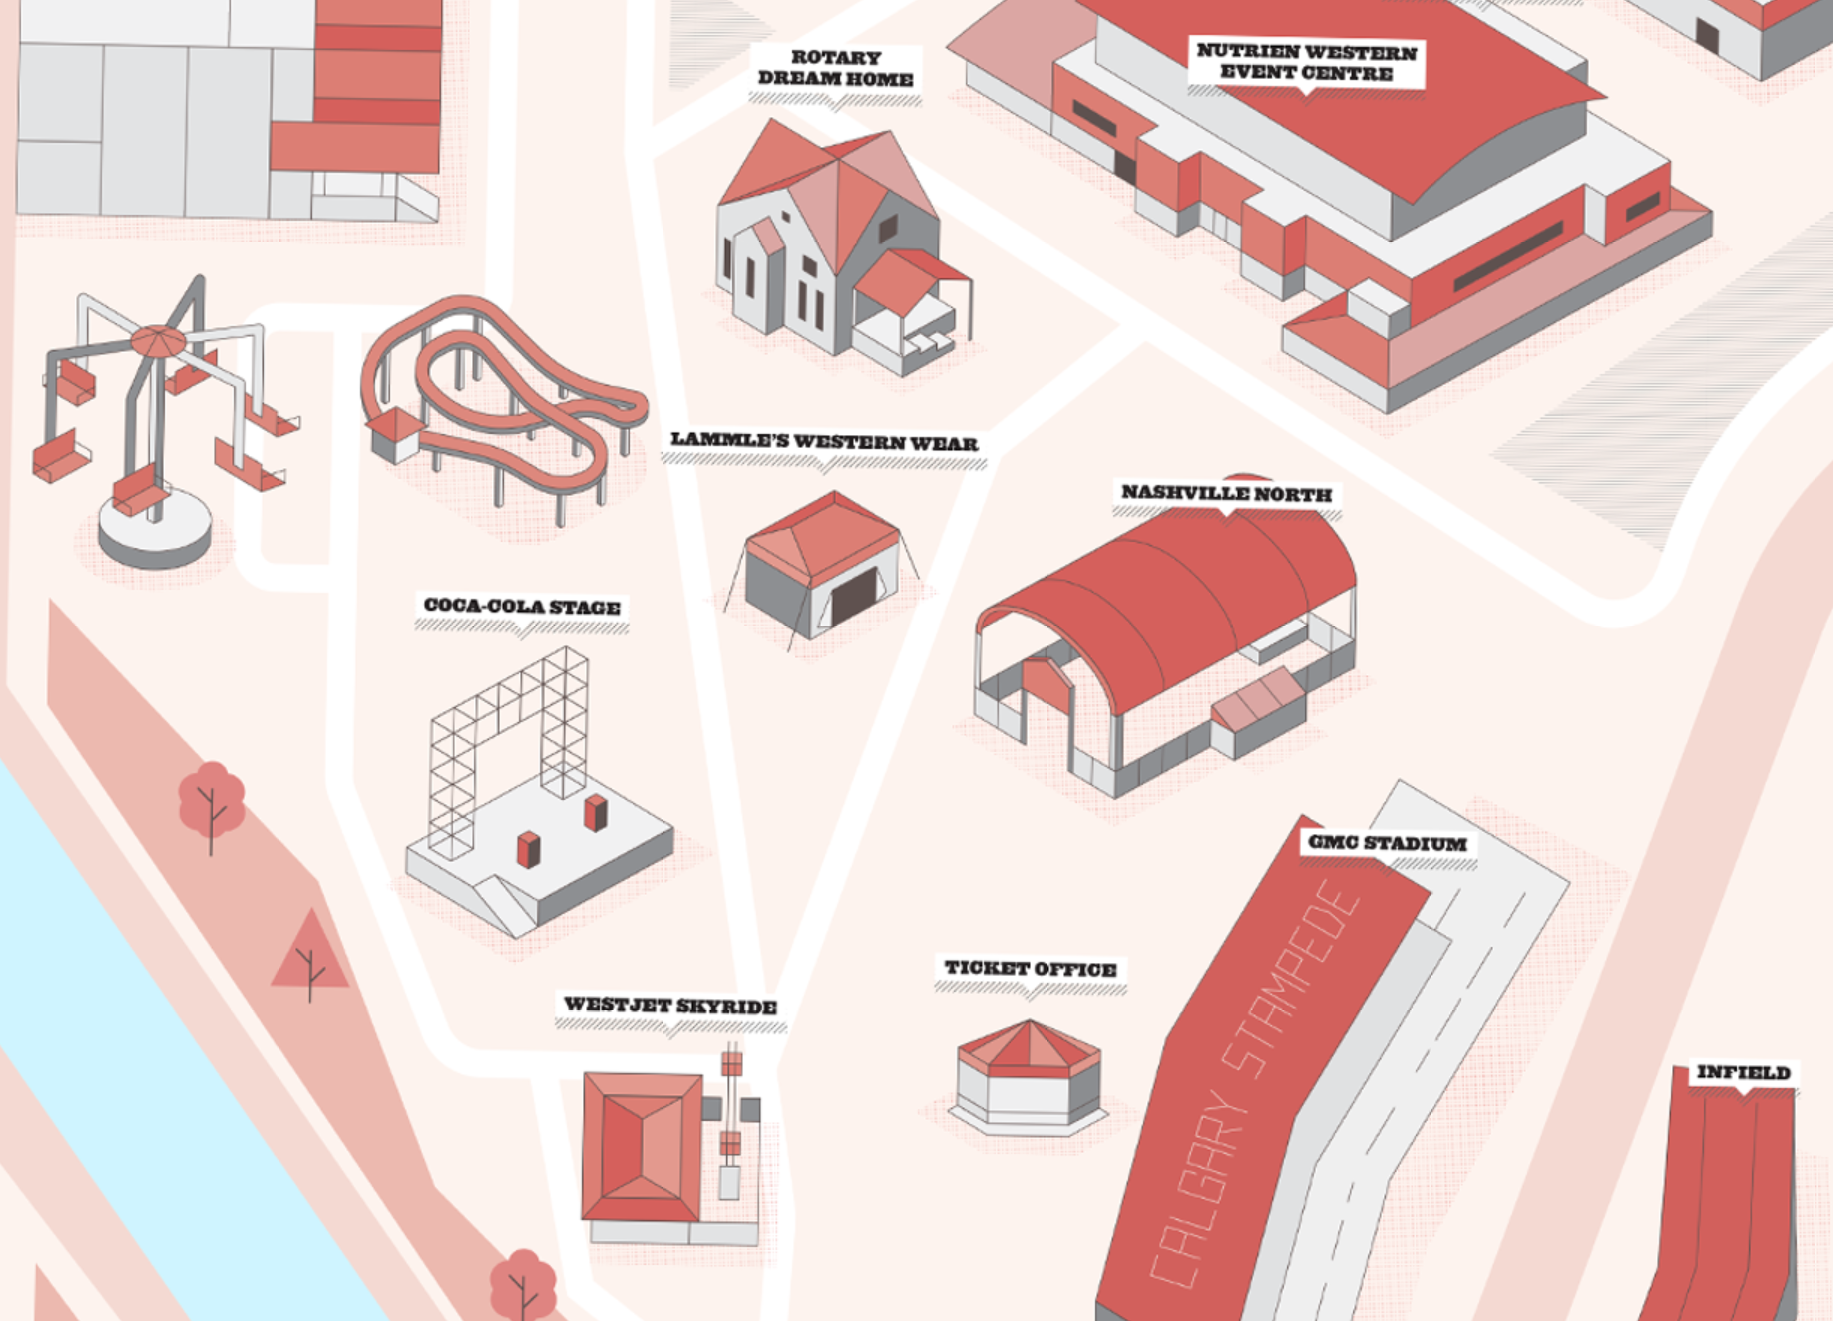 ROTARY
DREAM HOME
NUTRIEN WESTERN
EVENT CENTRE
LAMMLE'S WESTERN WEAR
NASHVILLE NORTH
COCA-COLA STAGE
GMC STADIUM
CALGARY STAMPEDE
TICKET OFFICE
WESTJET SKYRIDE
INFIELD